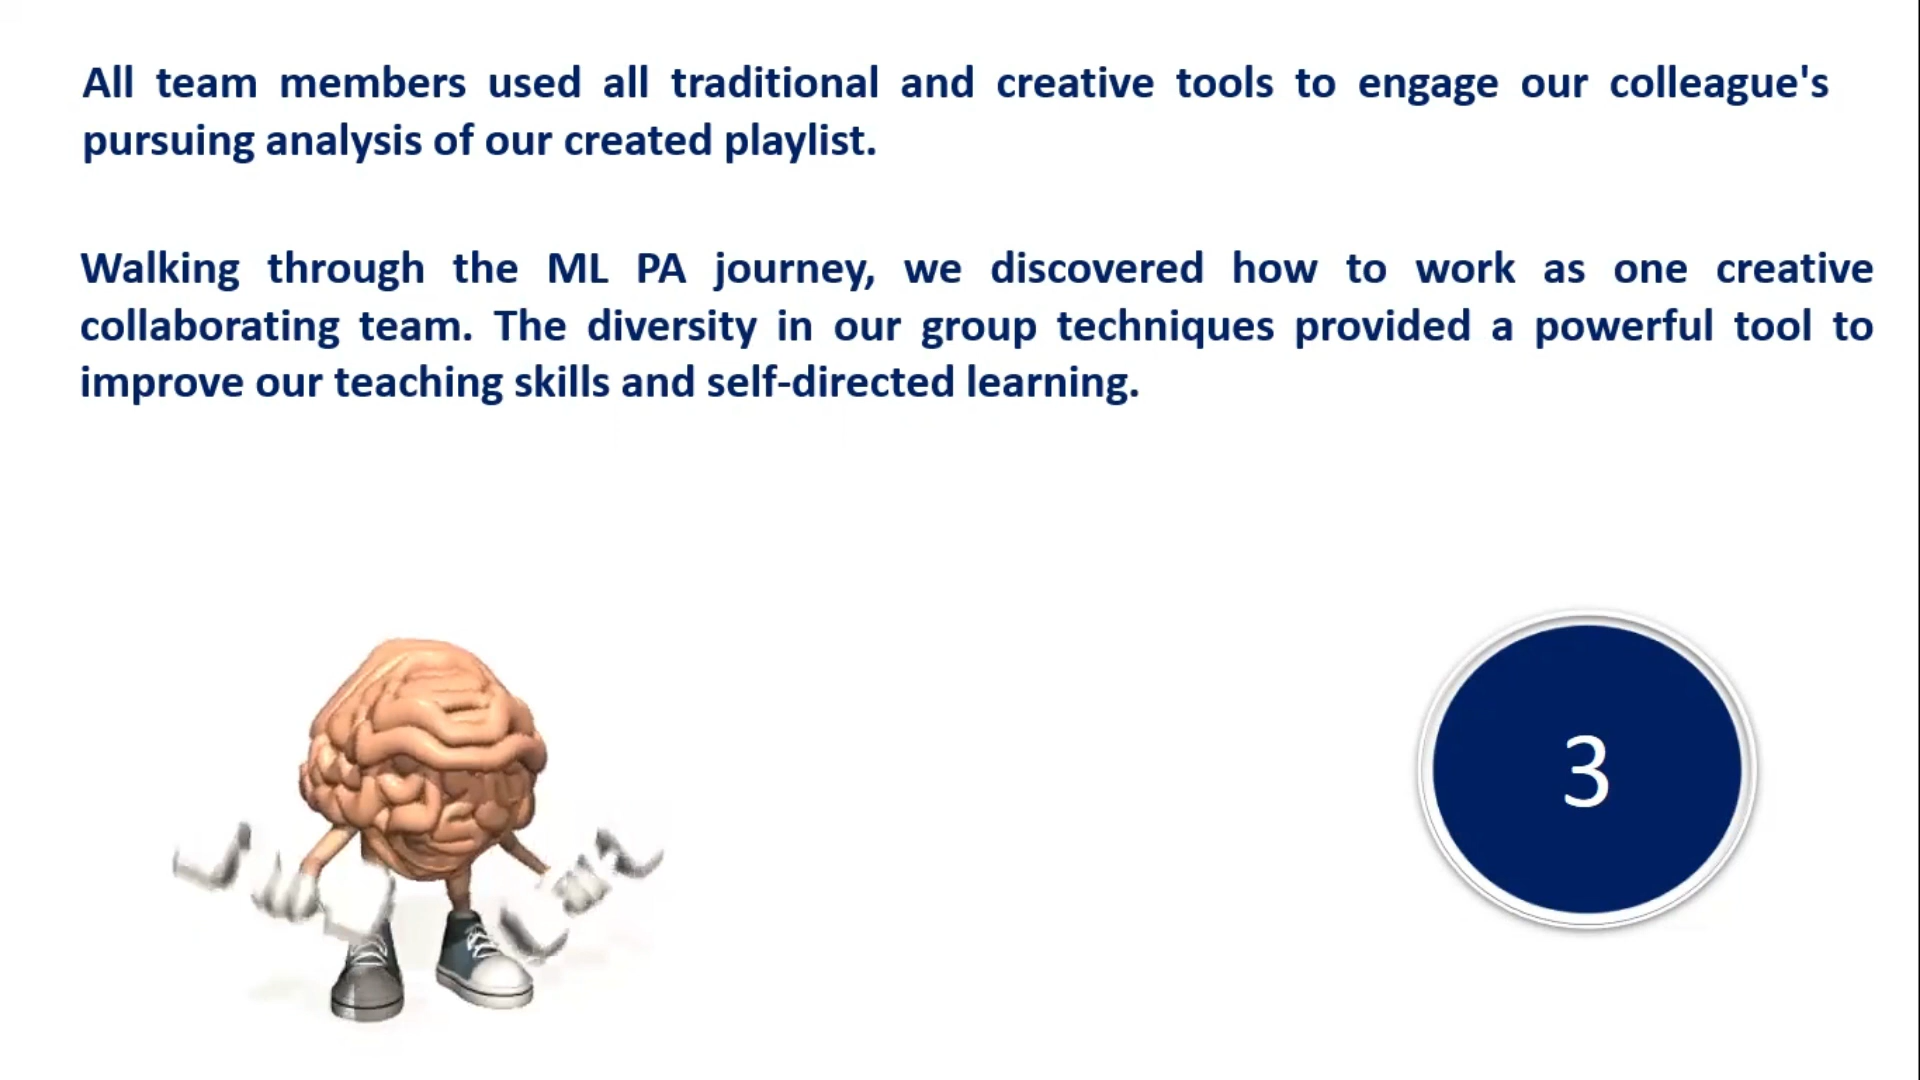 All team members used all traditional and creative tools to engage our colleague's
pursuing analysis of our created playlist.
Walking through the ML PA journey, we discovered how to work as one creative
collaborating team. The diversity in our group techniques provided a powerful tool to
improve our teaching skills and self-directed learning.
3